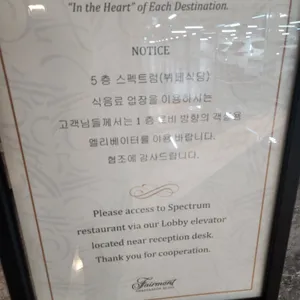 "In the Heart" of Each Destination.
NOTICE
5 층 스펙트럼(뷔페식당)
식음료 업장을 이용하시는
고객님들께서는 1 층 로비 방향의 객실용
엘리베이터를 이용 바랍니다.
협조에 감사드립니다.
Please access to Spectrum
restaurant via our Lobby elevator
located near reception desk.
Thank you for cooperation.
Fairmont